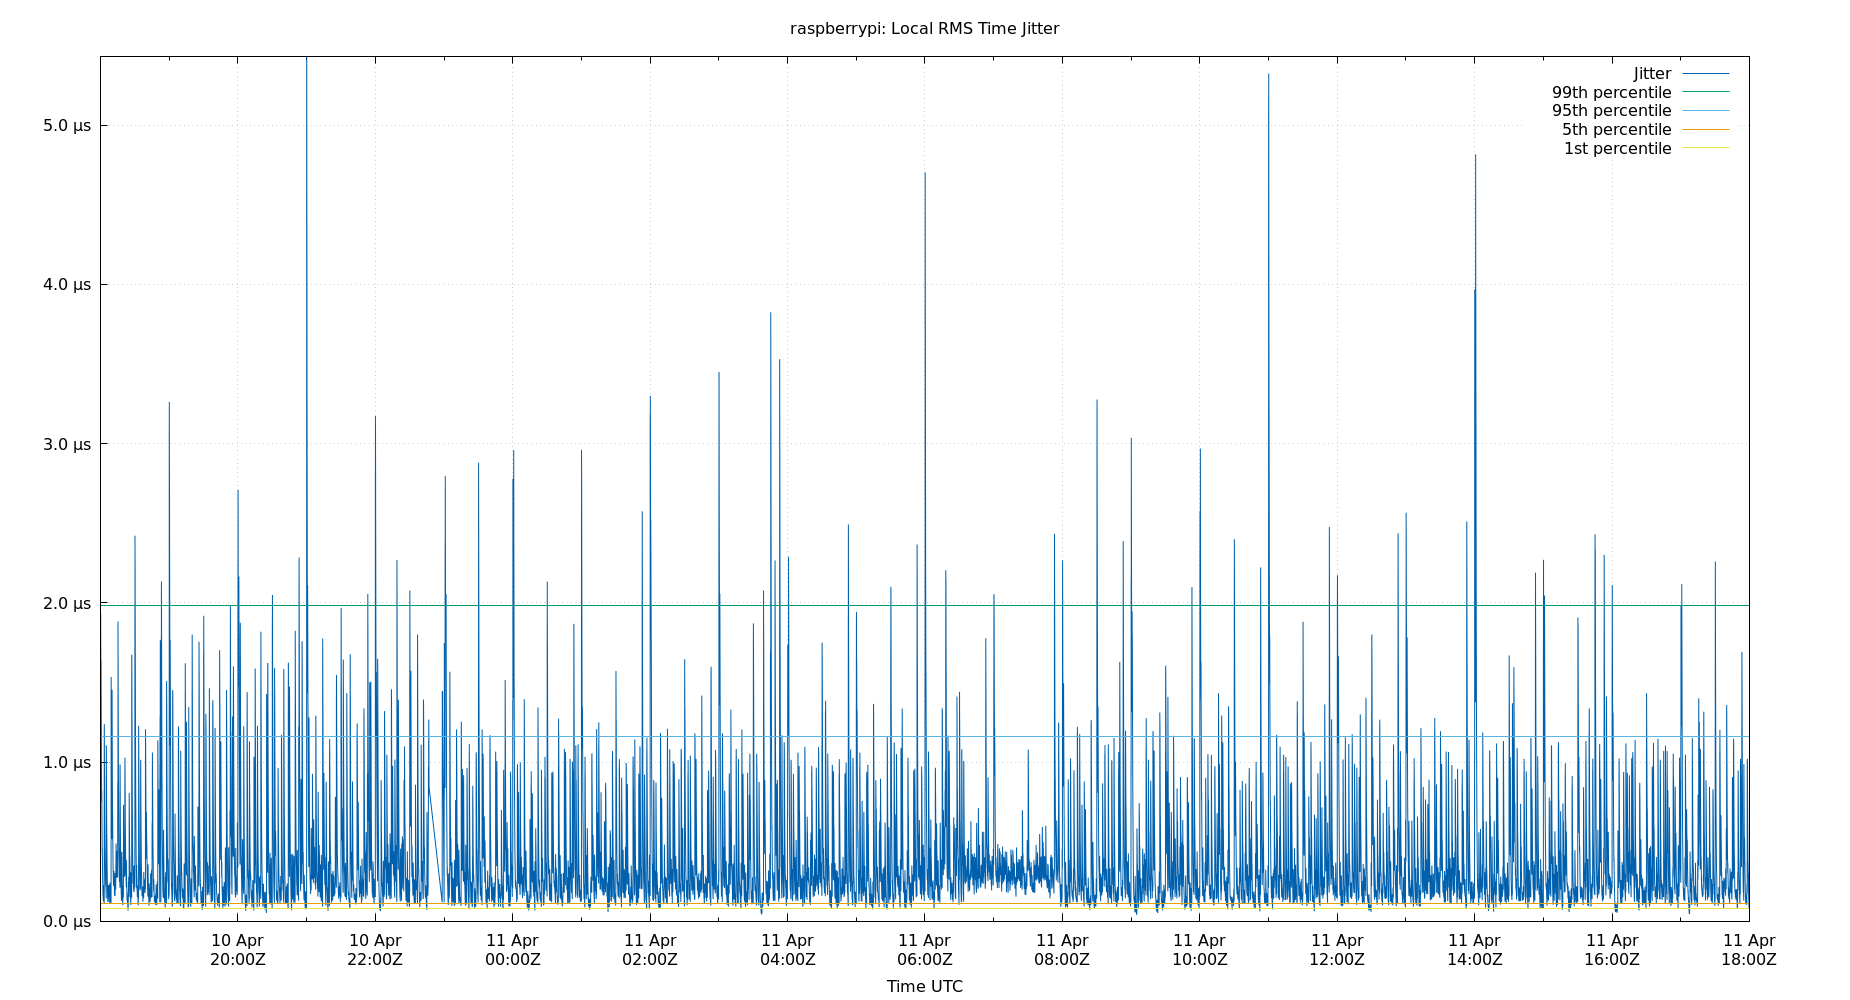 raspberrypi: Local RMS Time Jitter
Jitter
99th percentile
95th percentile
5th percentile
1st percentile
5.0 µs
4.0 µs
3.0 µs
2.0 µs
1.0 µs
0.0 µs
10 Apr 10 Apr 11 Apr 11 Apr 11 Apr 11 Apr 11 Apr 11 Apr 11 Apr 11 Apr 11 Apr 11 Apr
20:00Z 22:00Z 00:00Z 02:00Z 04:00Z 06:00Z 08:00Z 10:00Z 12:00Z 14:00Z 16:00Z 18:00Z
Time UTC